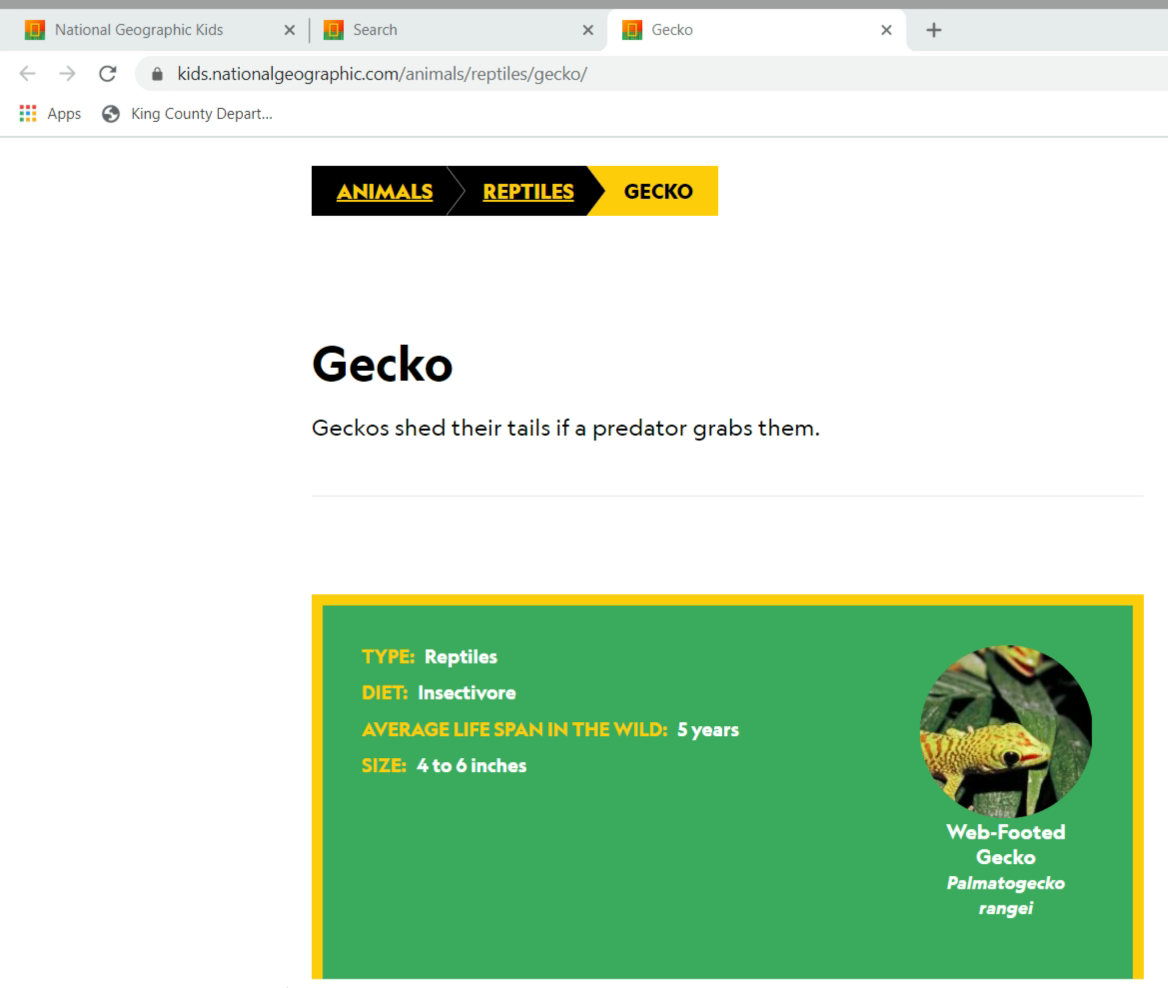 National Geographic Kids
Search
Gecko
kids.nationalgeographic.com/animals/reptiles/gecko/
Apps
King County Depart...
ANIMALS
REPTILES
GECKO
Gecko
Geckos shed their tails if a predator grabs them.
TYPE: Reptiles
DIET: Insectivore
AVERAGE LIFE SPAN IN THE WILD: 5 years
SIZE: 4 to 6 inches
Web-Footed
Gecko
Palmatogecko
rangei